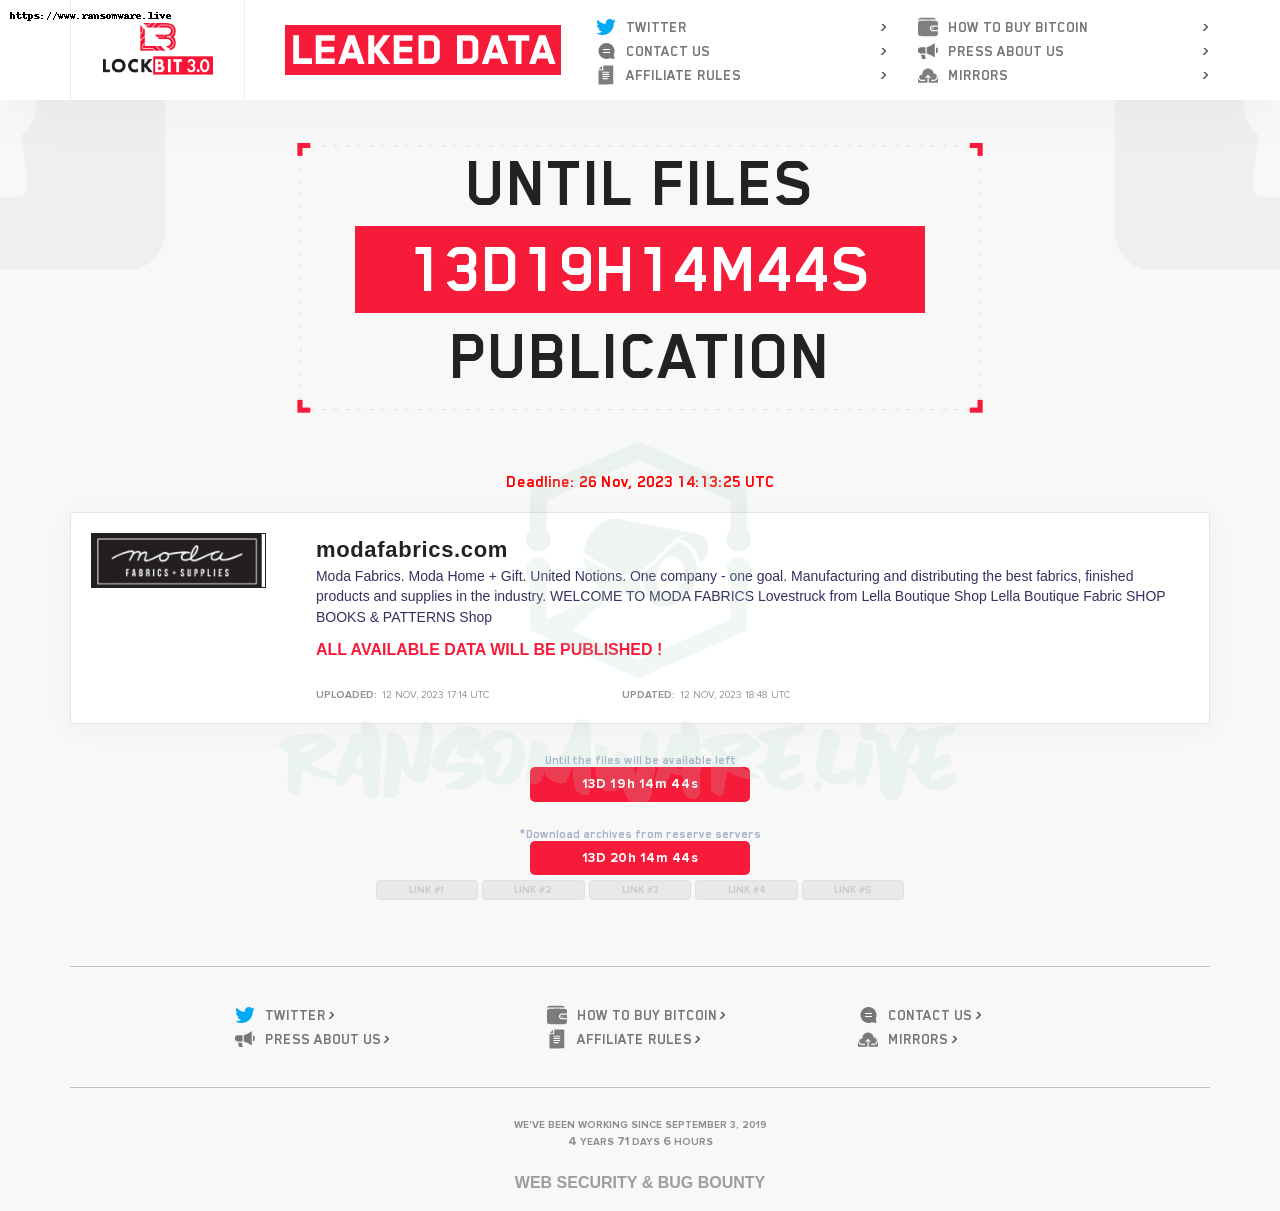 https://www.ransomware.live
LOCKBIT 3.0
LEAKED DATA
TWITTER >
CONTACT US >
AFFILIATE RULES >
HOW TO BUY BITCOIN >
PRESS ABOUT US >
MIRRORS >
UNTIL FILES
13D19H14M44S
PUBLICATION
Deadline: 26 Nov, 2023 14:13:25 UTC
moda
FABRICS + SUPPLIES
modafabrics.com
Moda Fabrics. Moda Home + Gift. United Notions. One company - one goal. Manufacturing and distributing the best fabrics, finished
products and supplies in the industry. WELCOME TO MODA FABRICS Lovestruck from Lella Boutique Shop Lella Boutique Fabric SHOP
BOOKS & PATTERNS Shop
ALL AVAILABLE DATA WILL BE PUBLISHED !
UPLOADED: 12 NOV, 2023 17:14 UTC
UPDATED: 12 NOV, 2023 18:48 UTC
RANSOMWARE.LIVE
Until the files will be available left
13D 19h 14m 44s
*Download archives from reserve servers
13D 20h 14m 44s
LINK #1 LINK #2 LINK #3 LINK #4 LINK #5
TWITTER >
PRESS ABOUT US >
HOW TO BUY BITCOIN >
AFFILIATE RULES >
CONTACT US >
MIRRORS >
WE'VE BEEN WORKING SINCE SEPTEMBER 3, 2019
4 YEARS 71 DAYS 6 HOURS
WEB SECURITY & BUG BOUNTY